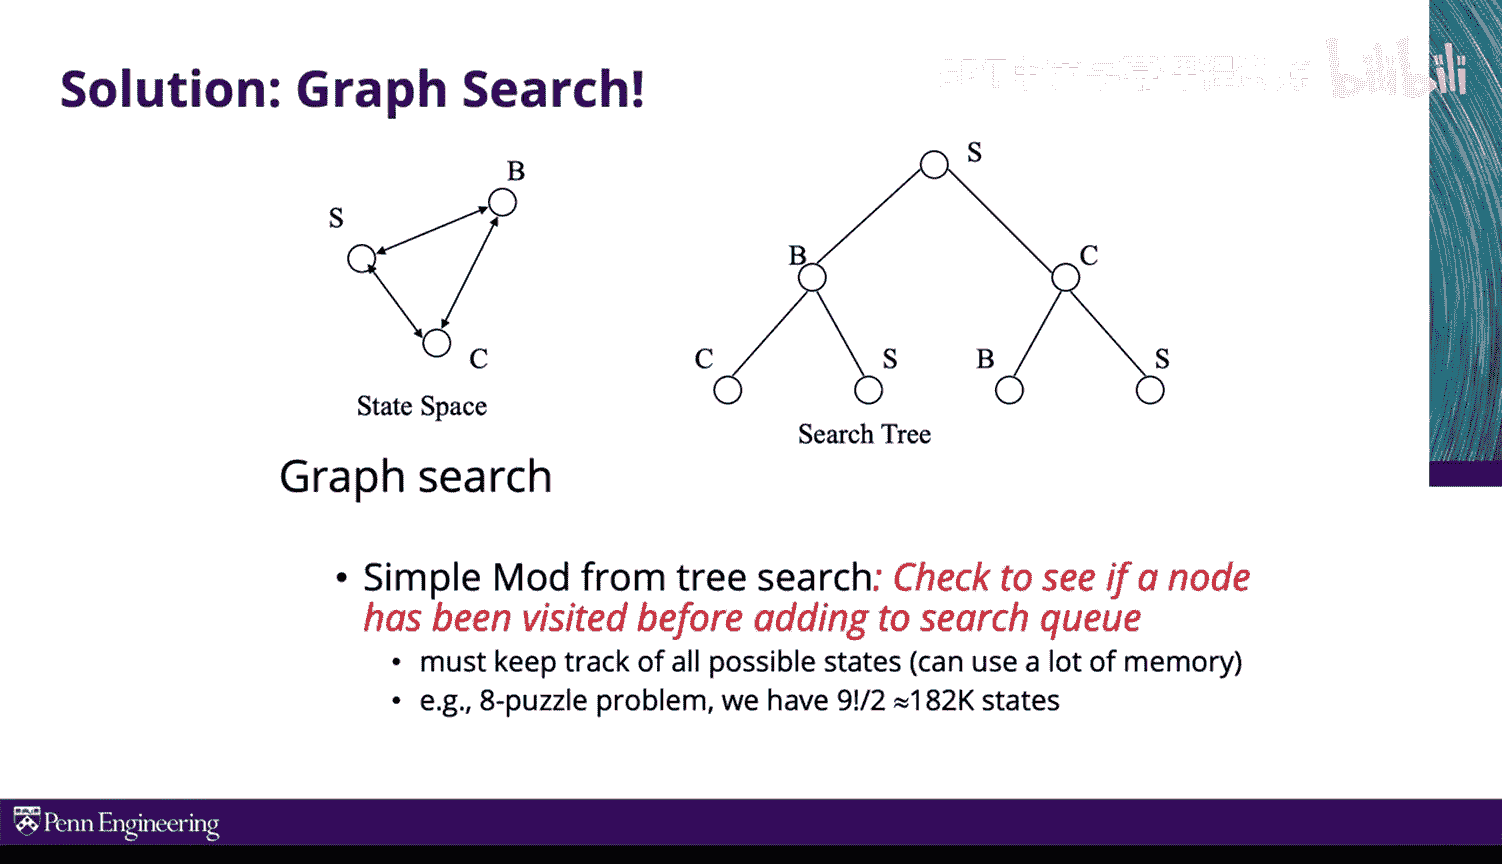 Solution: Graph Search!
bilibili
S
B
C
State Space
S
B
C
C
S
B
S
Search Tree
Graph search
• Simple Mod from tree search: Check to see if a node
has been visited before adding to search queue
• must keep track of all possible states (can use a lot of memory)
• e.g., 8-puzzle problem, we have 9!/2 ≈182K states
Penn Engineering